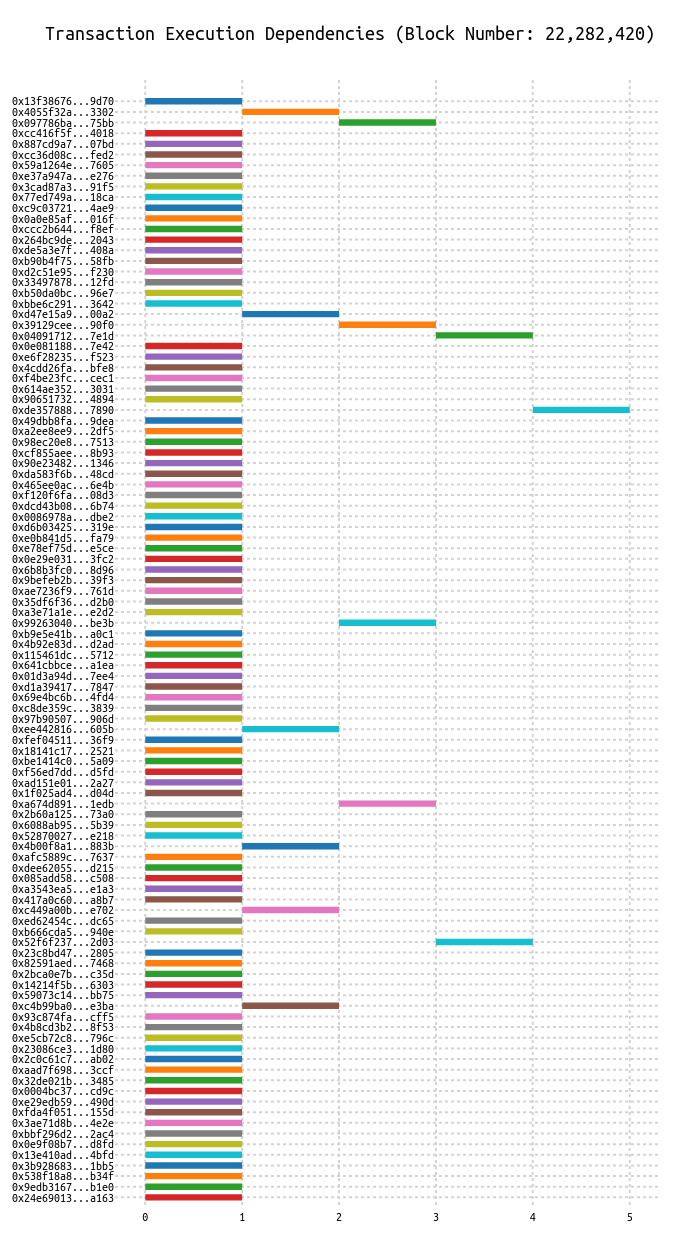 Transaction Execution Dependencies (Block Number: 22,282,420)
0x13f38676...9d70
0x4055f32a...3302
0x097786ba...75bb
0xcc416f5f...4018
0x887cd9a7...07bd
0xcc36d08c...fed2
0x59a1264e...7605
0xe37a947a...e276
0x3cad87a3...91f5
0x77ed749a...18ca
0xc9c03721...4ae9
0x0a0e85af...016f
0xccc2b644...f8ef
0x264bc9de...2043
0xde5a3e7f...408a
0xb90b4f75...58fb
0xd2c51e95...f230
0x33497878...12fd
0xb50da0bc...96e7
0xbbe6c291...3642
0xd47e15a9...00a2
0x39129cee...90f0
0x04091712...7e1d
0x0e081188...7e42
0xe6f28235...f523
0x4cdd26fa...bfe8
0xf4be23fc...cec1
0x614ae352...3031
0x90651732...4894
0xde357888...7890
0x49dbb8fa...9dea
0xa2ee8ee9...2df5
0x98ec20e8...7513
0xcf855aee...8b93
0x90e23482...1346
0xda583f6b...48cd
0x465ee0ac...6e4b
0xf120f6fa...08d3
0xdcd43b08...6b74
0x0086978a...dbe2
0xd6b03425...319e
0xe0b841d5...fa79
0xe78ef75d...e5ce
0x0e29e031...3fc2
0x6b8b3fc0...8d96
0x9befeb2b...39f3
0xae7236f9...761d
0x35df6f36...d2b0
0xa3e71a1e...e2d2
0x99263040...be3b
0xb9e5e41b...a0c1
0x4b92e83d...d2ad
0x115461dc...5712
0x641cbbce...a1ea
0x01d3a94d...7ee4
0xd1a39417...7847
0x69e4bc6b...4fd4
0xc8de359c...3839
0x97b90507...906d
0xee442816...605b
0xfef04511...36f9
0x18141c17...2521
0xbe1414c0...5a09
0xf56ed7dd...d5fd
0xad151e01...2a27
0x1f025ad4...d04d
0xa674d891...1edb
0x2b60a125...73a0
0x6088ab95...5b39
0x52870027...e218
0x4b00f8a1...883b
0xafc5889c...7637
0xdee62055...d215
0x085add58...c508
0xa3543ea5...e1a3
0x417a0c60...a8b7
0xc449a00b...e702
0xed62454c...dc65
0xb666cda5...940e
0x52f6f237...2d03
0x23c8bd47...2805
0x82591aed...7468
0x2bca0e7b...c35d
0x14214f5b...6303
0x59073c14...bb75
0xc4b99ba0...e3ba
0x93c874fa...cff5
0x4b8cd3b2...8f53
0xe5cb72c8...796c
0x23086ce3...1d80
0x2c0c61c7...ab02
0xaad7f698...3ccf
0x32de021b...3485
0x0004bc37...cd9c
0xe29edb59...490d
0xfda4f051...155d
0x3ae71d8b...4e2e
0xbbf296d2...2ac4
0x0e9f08b7...d8fd
0x13e410ad...4bfd
0x3b928683...1bb5
0x538f18a8...b34f
0x9edb3167...b1e0
0x24e69013...a163
0 1 2 3 4 5